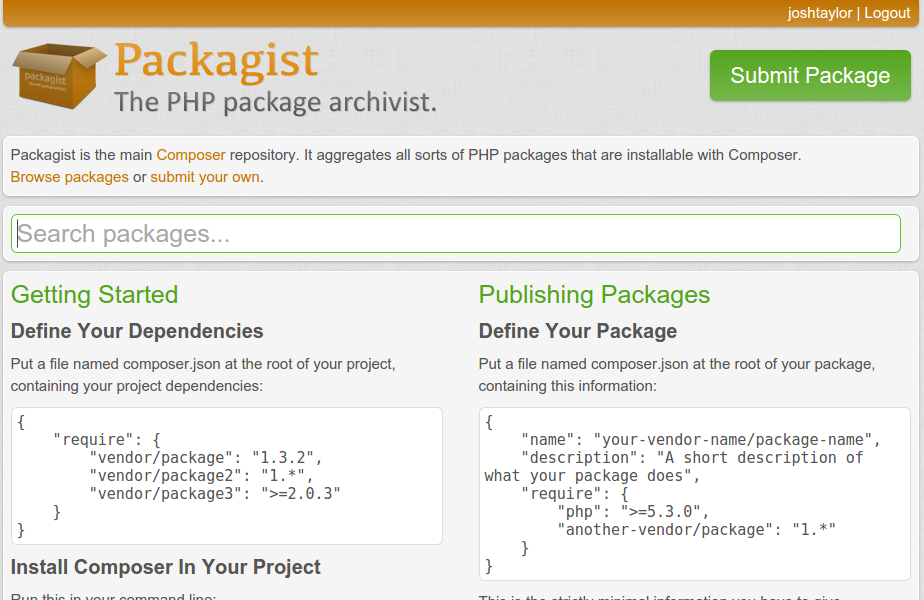 joshtaylor | Logout
packagist
Packagist
The PHP package archivist.
Submit Package
Packagist is the main Composer repository. It aggregates all sorts of PHP packages that are installable with Composer.
Browse packages or submit your own.
Search packages...
Getting Started
Define Your Dependencies
Put a file named composer.json at the root of your project,
containing your project dependencies:
{
    "require": {
        "vendor/package": "1.3.2",
        "vendor/package2": "1.*",
        "vendor/package3": ">=2.0.3"
    }
}
Install Composer In Your Project
Run this in your command line:
Publishing Packages
Define Your Package
Put a file named composer.json at the root of your package,
containing this information:
{
    "name": "your-vendor-name/package-name",
    "description": "A short description of
what your package does",
    "require": {
        "php": ">=5.3.0",
        "another-vendor/package": "1.*"
    }
}
This is the strictly minimal information you have to give.